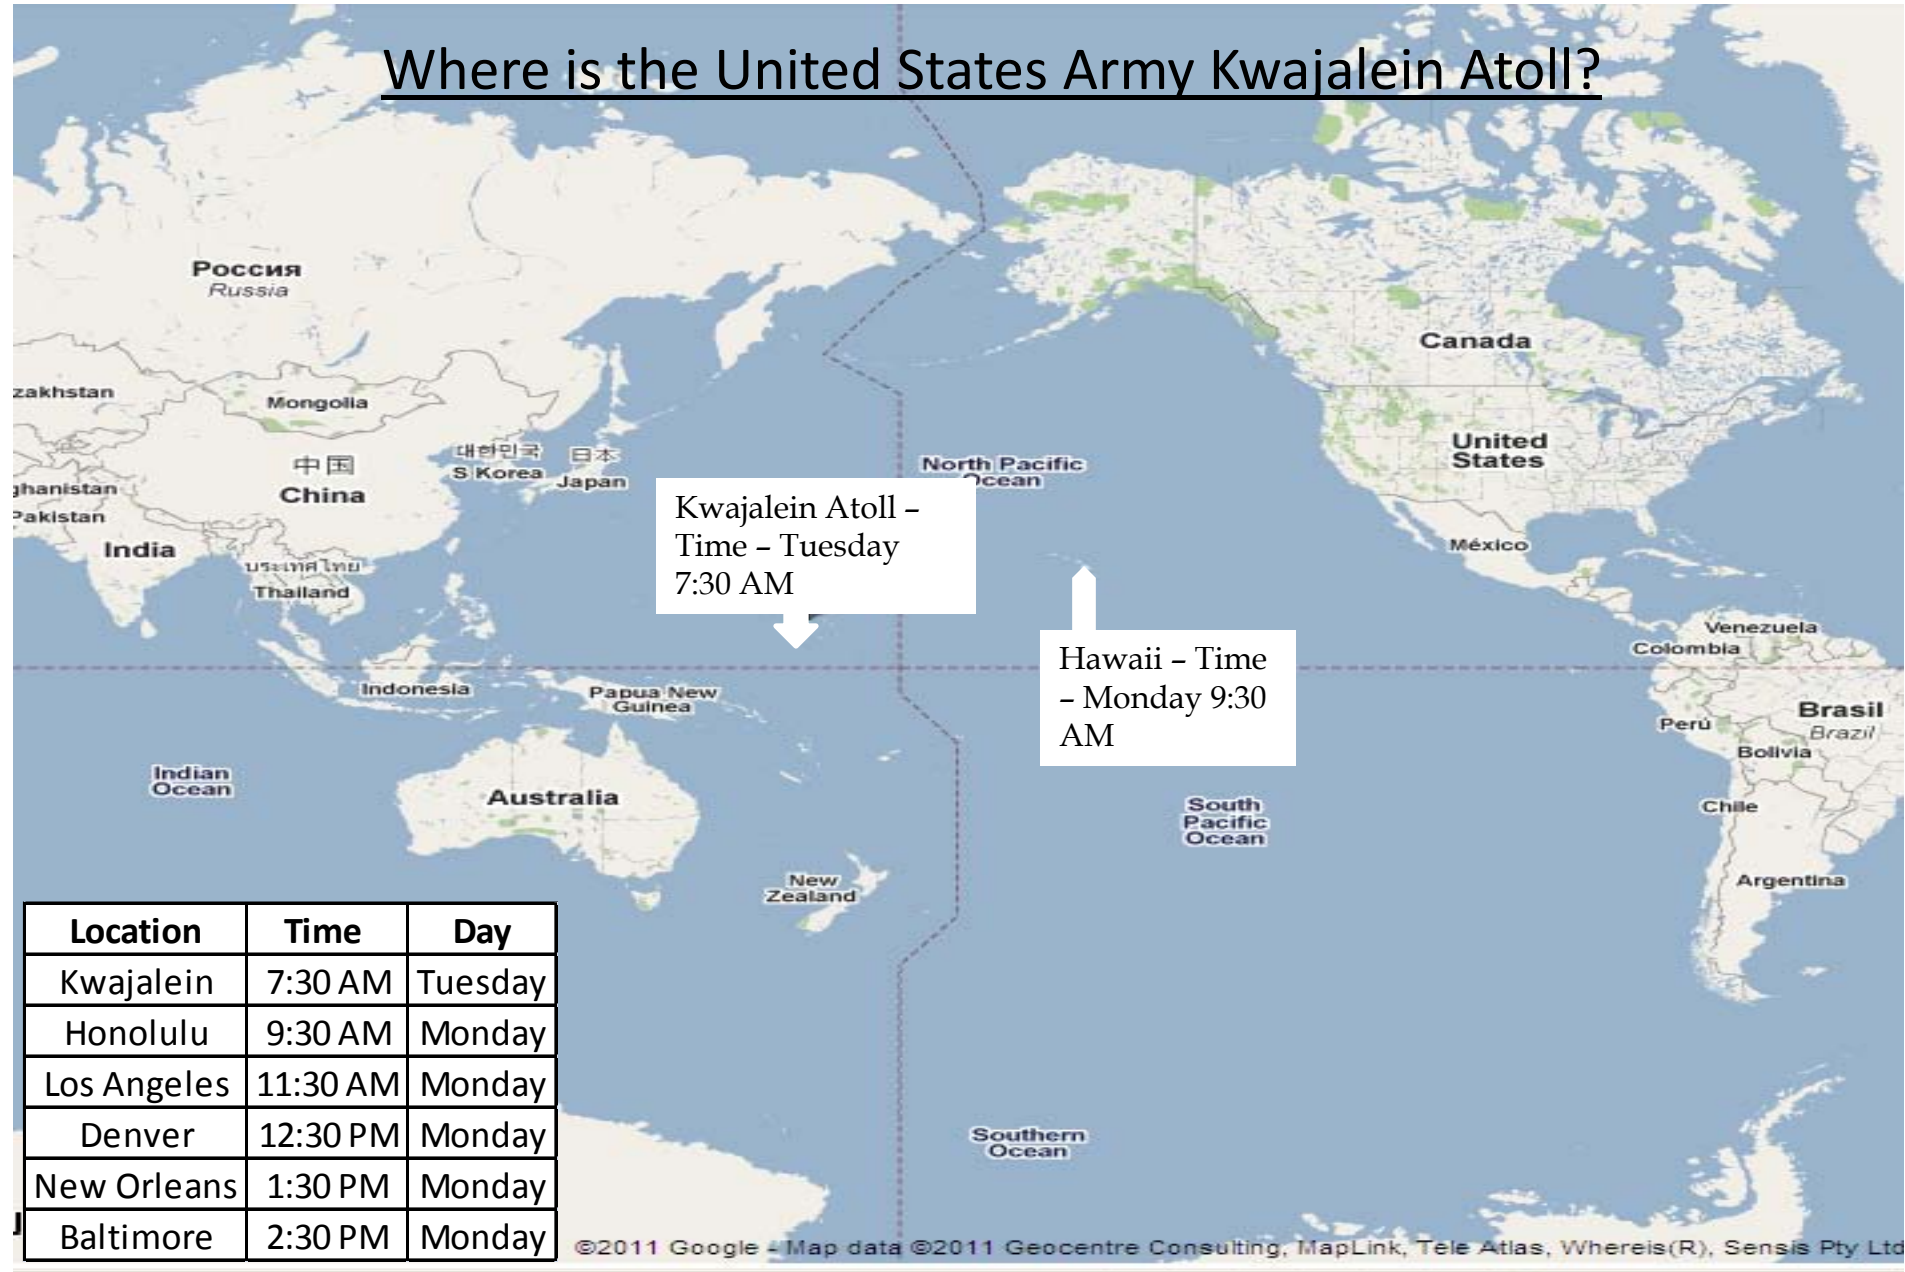 Where is the United States Army Kwajalein Atoll?
Россия
Russia
Canada
zakhstan
Mongolia
United
States
대한민국
S Korea
日本
Japan
中国
China
North Pacific
Ocean
ghanistan
Pakistan
India
ประเทศไทย
Thailand
México
Kwajalein Atoll –
Time – Tuesday
7:30 AM
Venezuela
Colombia
Hawaii – Time
– Monday 9:30
AM
Indonesia
Papua New
Guinea
Perú
Brasil
Brazil
Bolivia
Indian
Ocean
Australia
South
Pacific
Ocean
Chile
New
Zealand
Argentina
Location Time Day
Kwajalein 7:30 AM Tuesday
Honolulu 9:30 AM Monday
Los Angeles 11:30 AM Monday
Denver 12:30 PM Monday
New Orleans 1:30 PM Monday
Baltimore 2:30 PM Monday
Southern
Ocean
©2011 Google - Map data ©2011 Geocentre Consulting, MapLink, Tele Atlas, Whereis(R), Sensis Pty Ltd